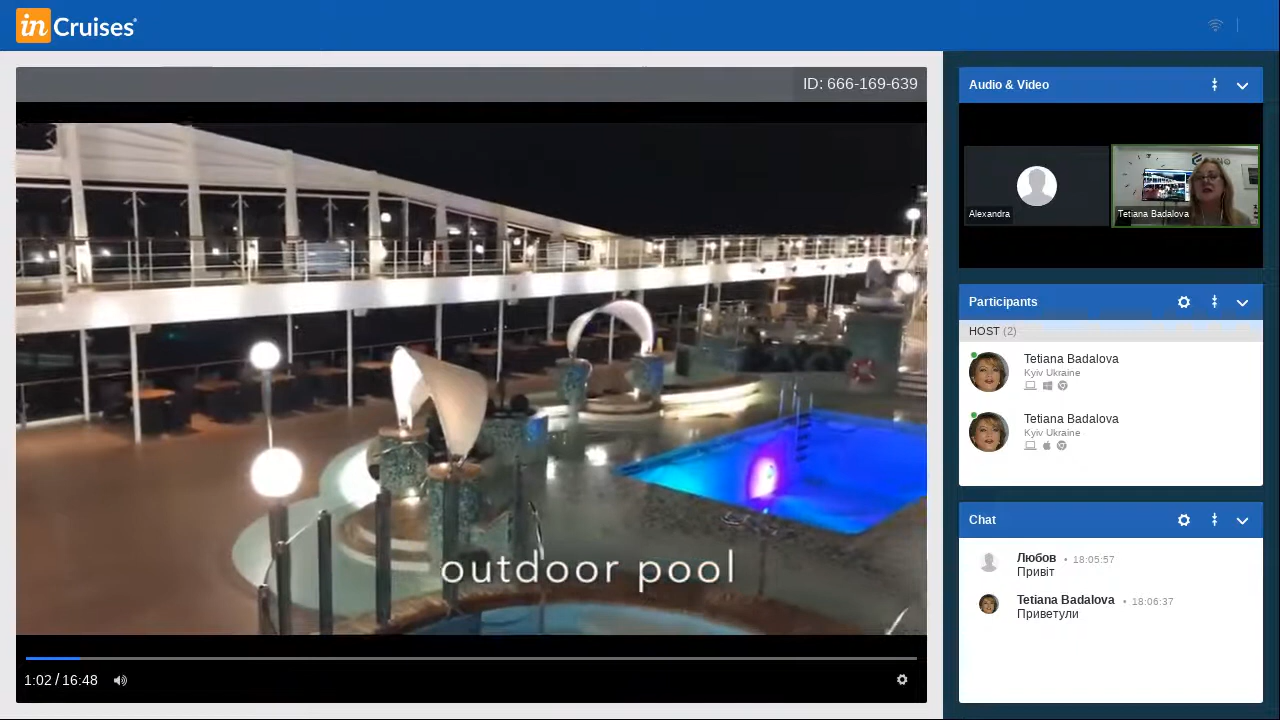 in Cruises
ID: 666-169-639
outdoor pool
1:02 / 16:48
Audio & Video
Alexandra
Tetiana Badalova
Participants
HOST (2)
Tetiana Badalova
Kyiv Ukraine
Tetiana Badalova
Kyiv Ukraine
Chat
Любов • 18:05:57
Привіт
Tetiana Badalova • 18:06:37
Приветули